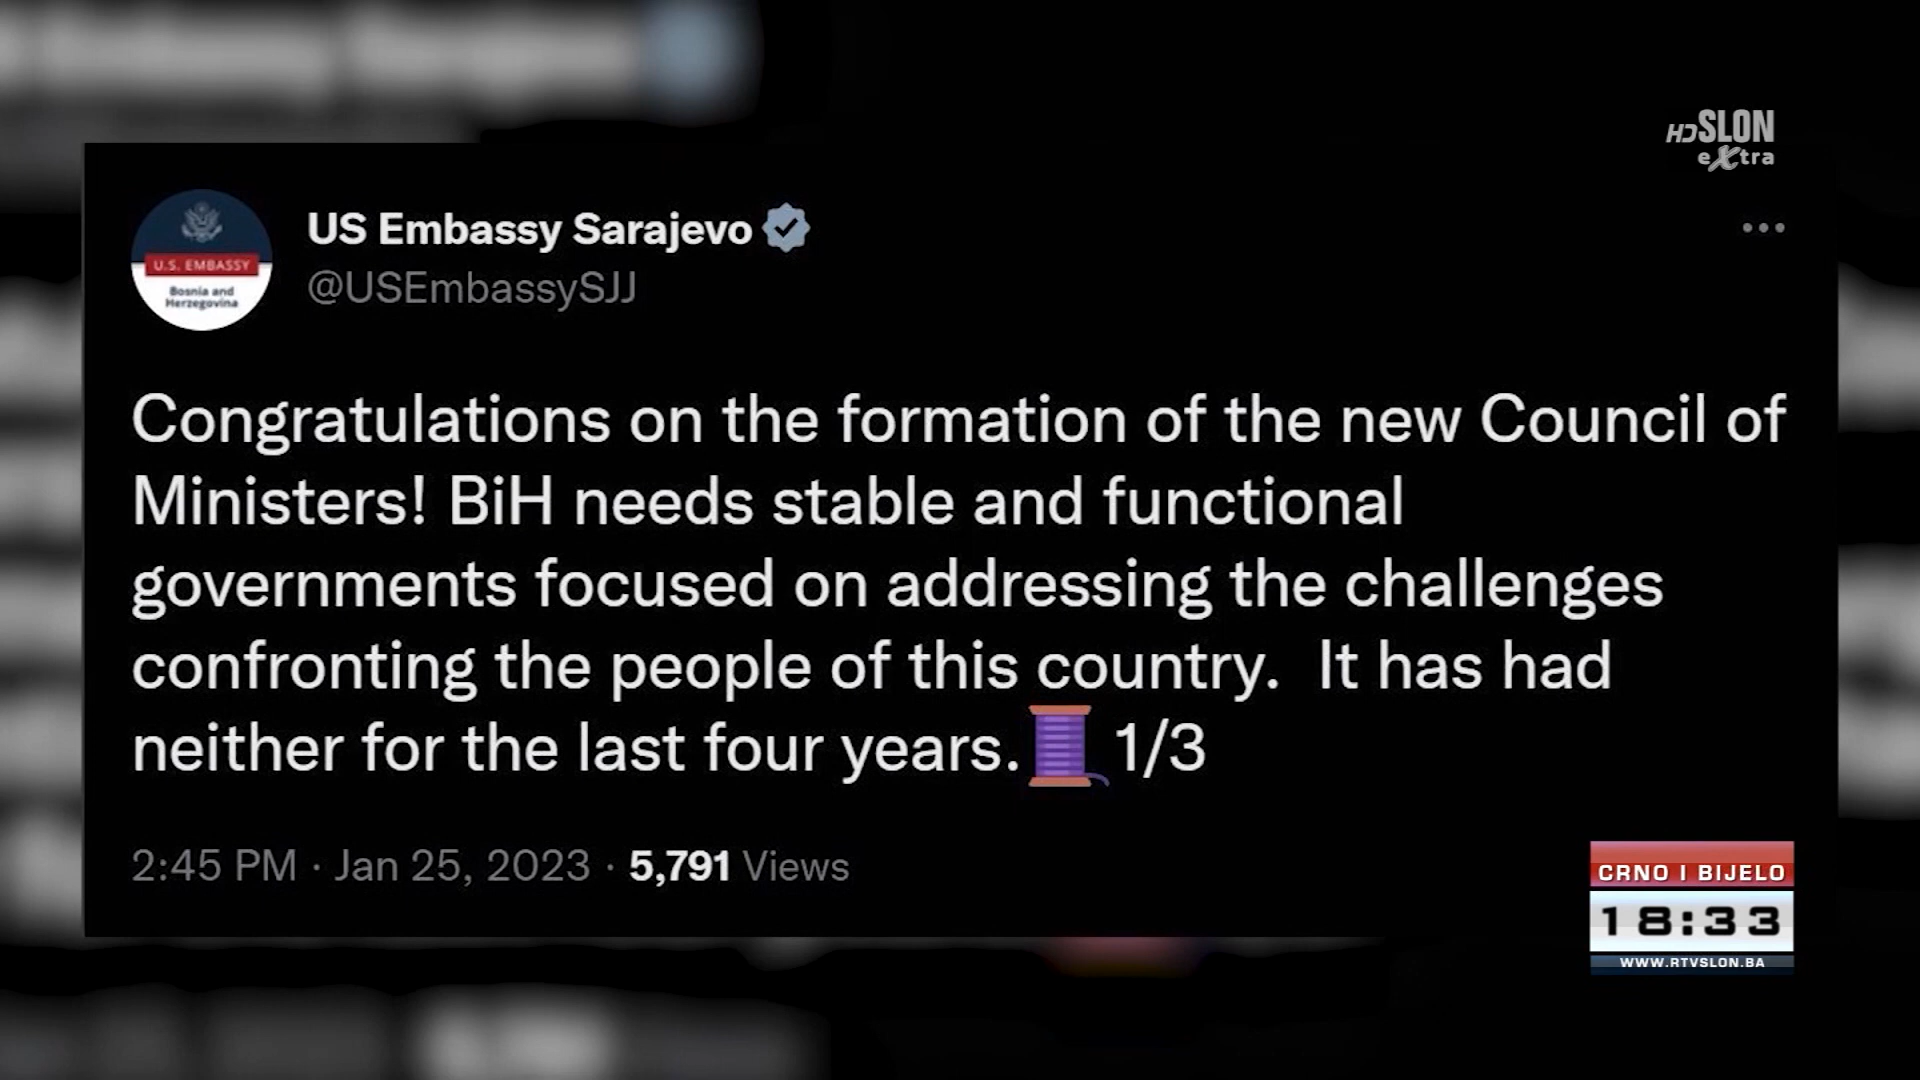 HD SLON
eXtra
US Embassy Sarajevo
@USEmbassySJJ
U.S. EMBASSY
Bosnia and
Herzegovina
Congratulations on the formation of the new Council of
Ministers! BiH needs stable and functional
governments focused on addressing the challenges
confronting the people of this country.  It has had
neither for the last four years.🧵 1/3
2:45 PM · Jan 25, 2023 · 5,791 Views
CRNO I BIJELO
18:33
WWW.RTVSLON.BA